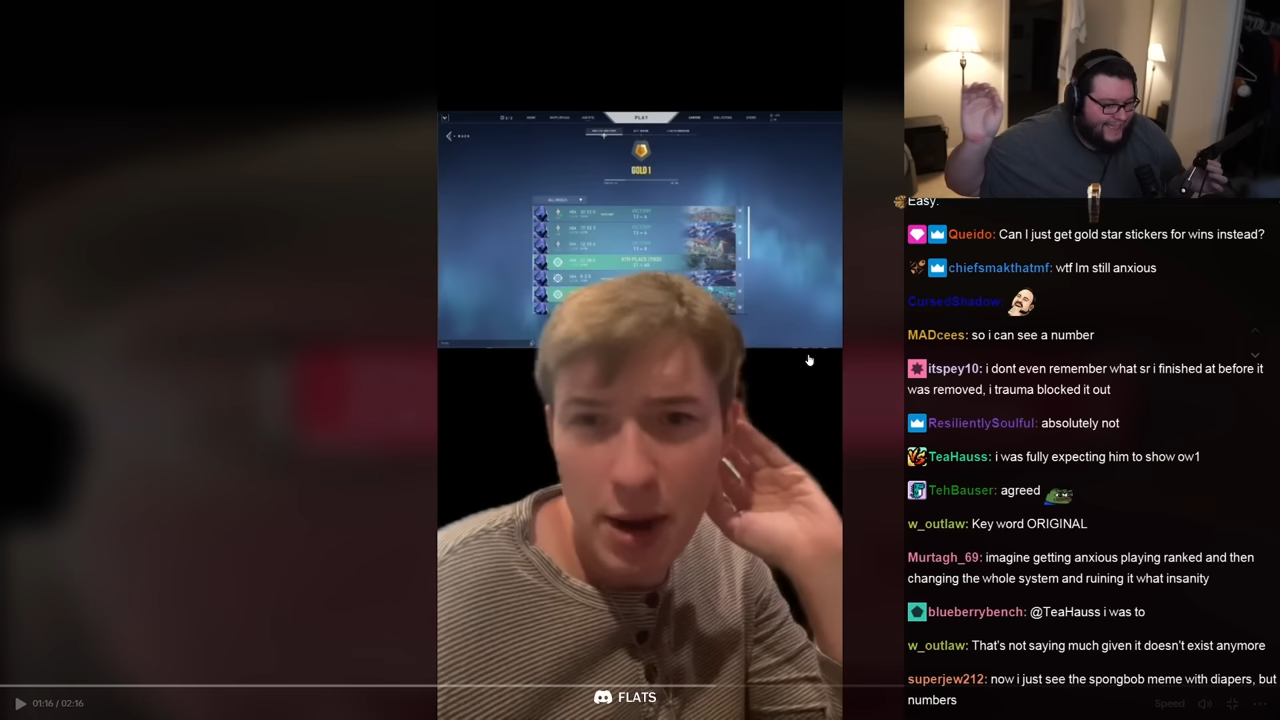 PLAY
BACK
GOLD 1
Easy.
Queido: Can I just get gold star stickers for wins instead?
chiefsmakthatmf: wtf Im still anxious
CursedShadow:
MADcees: so i can see a number
itspey10: i dont even remember what sr i finished at before it
was removed, i trauma blocked it out
ResilientlySoulful: absolutely not
TeaHauss: i was fully expecting him to show ow1
TehBauser: agreed
w_outlaw: Key word ORIGINAL
Murtagh_69: imagine getting anxious playing ranked and then
changing the whole system and ruining it what insanity
blueberrybench: @TeaHauss i was to
w_outlaw: That's not saying much given it doesn't exist anymore
superjew212: now i just see the spongbob meme with diapers, but
numbers
FLATS
01:16 / 02:16
Speed